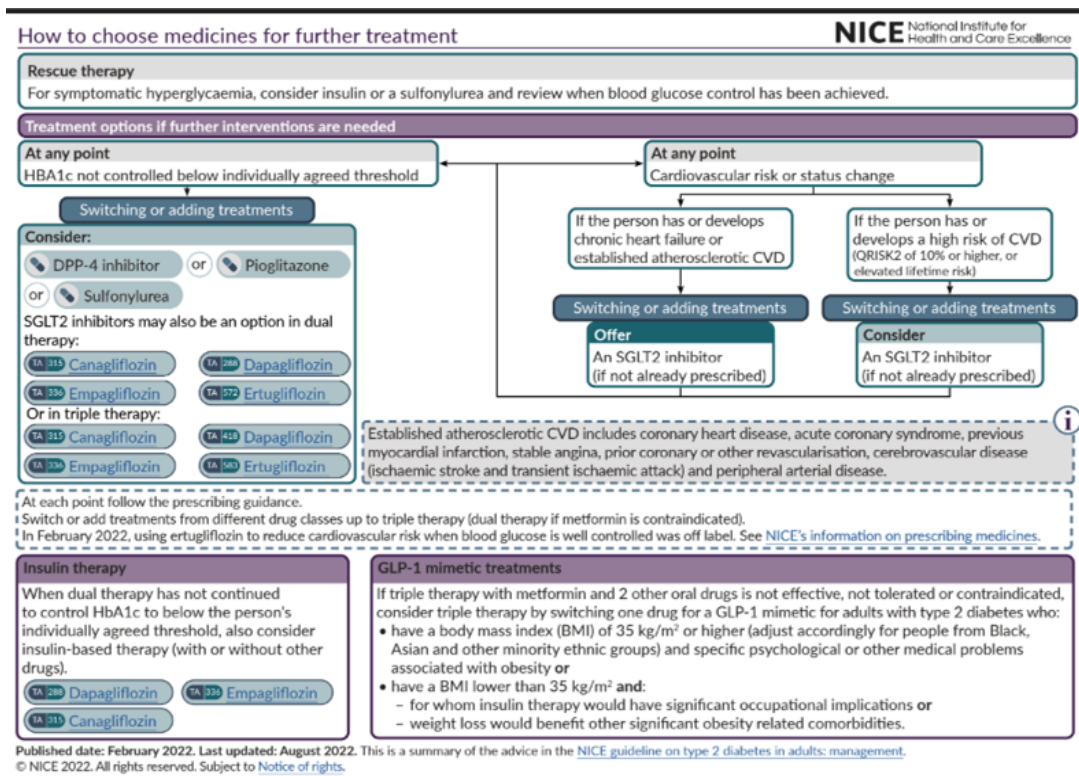 How to choose medicines for further treatment
NICE National Institute for
Health and Care Excellence
Rescue therapy
For symptomatic hyperglycaemia, consider insulin or a sulfonylurea and review when blood glucose control has been achieved.
Treatment options if further interventions are needed
At any point
HBA1c not controlled below individually agreed threshold
Switching or adding treatments
Consider:
DPP-4 inhibitor or Pioglitazone
or Sulfonylurea
SGLT2 inhibitors may also be an option in dual
therapy:
TA 315 Canagliflozin TA 288 Dapagliflozin
TA 336 Empagliflozin TA 572 Ertugliflozin
Or in triple therapy:
TA 315 Canagliflozin TA 418 Dapagliflozin
TA 336 Empagliflozin TA 583 Ertugliflozin
At any point
Cardiovascular risk or status change
If the person has or develops
chronic heart failure or
established atherosclerotic CVD
Switching or adding treatments
Offer
An SGLT2 inhibitor
(if not already prescribed)
If the person has or
develops a high risk of CVD
(QRISK2 of 10% or higher, or
elevated lifetime risk)
Switching or adding treatments
Consider
An SGLT2 inhibitor
(if not already prescribed)
i
Established atherosclerotic CVD includes coronary heart disease, acute coronary syndrome, previous
myocardial infarction, stable angina, prior coronary or other revascularisation, cerebrovascular disease
(ischaemic stroke and transient ischaemic attack) and peripheral arterial disease.
At each point follow the prescribing guidance.
Switch or add treatments from different drug classes up to triple therapy (dual therapy if metformin is contraindicated).
In February 2022, using ertugliflozin to reduce cardiovascular risk when blood glucose is well controlled was off label. See NICE's information on prescribing medicines.
Insulin therapy
When dual therapy has not continued
to control HbA1c to below the person's
individually agreed threshold, also consider
insulin-based therapy (with or without other
drugs).
TA 288 Dapagliflozin TA 336 Empagliflozin
TA 315 Canagliflozin
GLP-1 mimetic treatments
If triple therapy with metformin and 2 other oral drugs is not effective, not tolerated or contraindicated,
consider triple therapy by switching one drug for a GLP-1 mimetic for adults with type 2 diabetes who:
• have a body mass index (BMI) of 35 kg/m² or higher (adjust accordingly for people from Black,
Asian and other minority ethnic groups) and specific psychological or other medical problems
associated with obesity or
• have a BMI lower than 35 kg/m² and:
– for whom insulin therapy would have significant occupational implications or
– weight loss would benefit other significant obesity related comorbidities.
Published date: February 2022. Last updated: August 2022. This is a summary of the advice in the NICE guideline on type 2 diabetes in adults: management.
© NICE 2022. All rights reserved. Subject to Notice of rights.